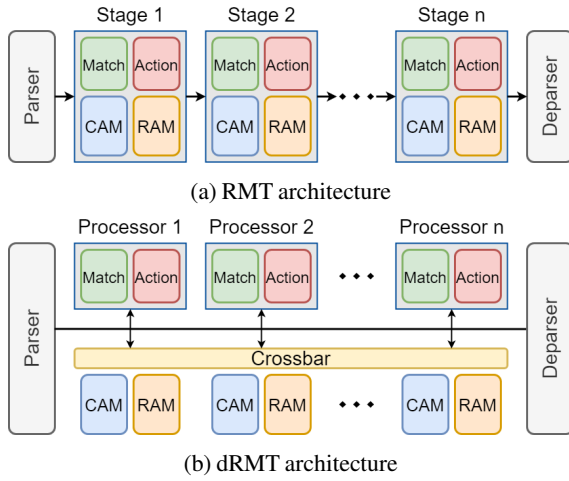 Stage 1 Stage 2 Stage n
Parser
Match Action Match Action Match Action
CAM RAM CAM RAM CAM RAM
Deparser
(a) RMT architecture
Processor 1 Processor 2 Processor n
Parser
Match Action Match Action Match Action
Crossbar
CAM RAM CAM RAM CAM RAM
Deparser
(b) dRMT architecture